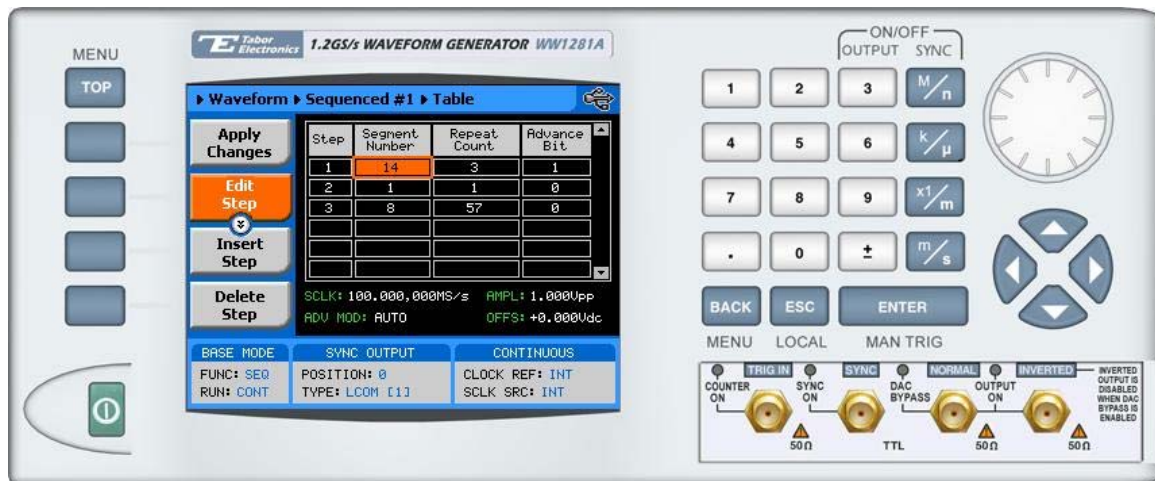 MENU
TOP
Tabor Electronics 1.2GS/s WAVEFORM GENERATOR WW1281A
Waveform Sequenced #1 Table
Apply Changes
Edit Step
Insert Step
Delete Step
Step Segment Number Repeat Count Advance Bit
1 14 3 1
2 1 1 0
3 8 57 0
SCLK: 100.000,000MS/s AMPL: 1.000Vpp
ADV MOD: AUTO OFFS: +0.000Vdc
BASE MODE SYNC OUTPUT CONTINUOUS
FUNC: SEQ POSITION: 0 CLOCK REF: INT
RUN: CONT TYPE: LCOM [1] SCLK SRC: INT
ON/OFF
OUTPUT SYNC
1 2 3 M/n
4 5 6 k/μ
7 8 9 x1/m
. 0 ± m/s
BACK ESC ENTER
MENU LOCAL MAN TRIG
TRIG IN SYNC NORMAL INVERTED
COUNTER ON
SYNC ON
DAC BYPASS
OUTPUT ON
INVERTED
OUTPUT IS
DISABLED
WHEN DAC
BYPASS IS
ENABLED
50Ω TTL 50Ω 50Ω